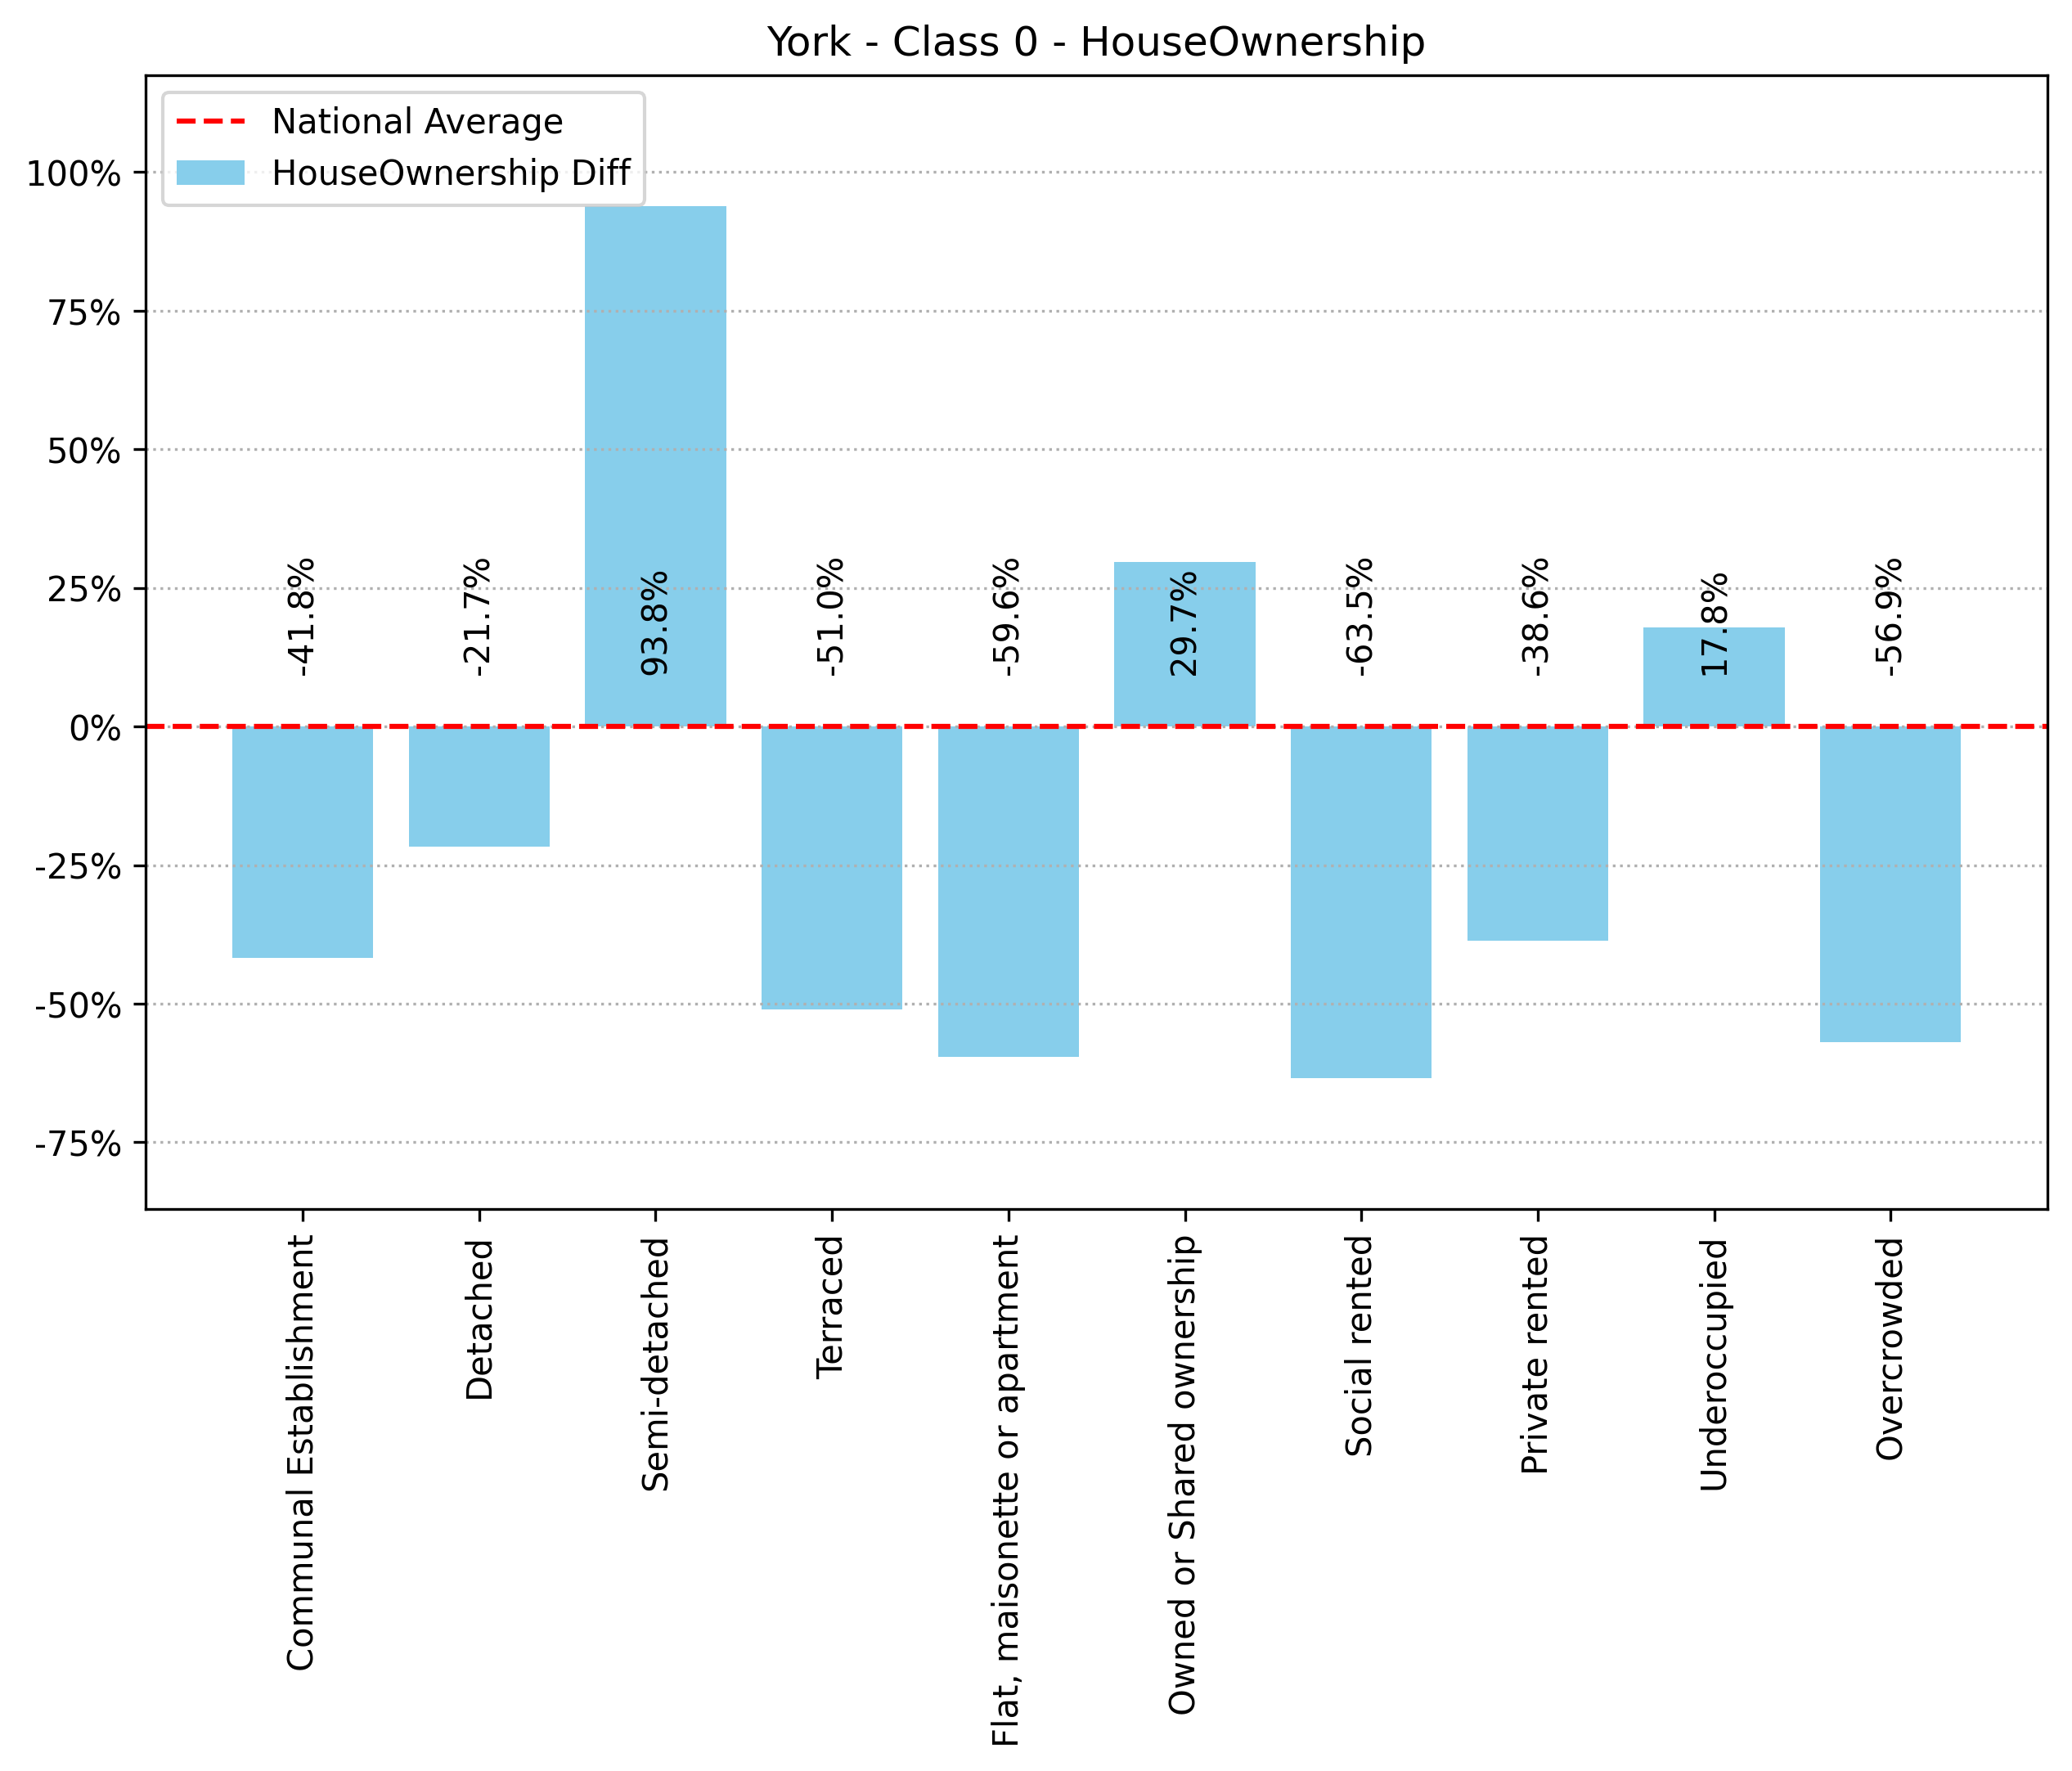 York - Class 0 - HouseOwnership
National Average
HouseOwnership Diff
100%
75%
50%
25%
0%
-25%
-50%
-75%
-41.8%
-21.7%
93.8%
-51.0%
-59.6%
29.7%
-63.5%
-38.6%
17.8%
-56.9%
Communal Establishment
Detached
Semi-detached
Terraced
Flat, maisonette or apartment
Owned or Shared ownership
Social rented
Private rented
Underoccupied
Overcrowded